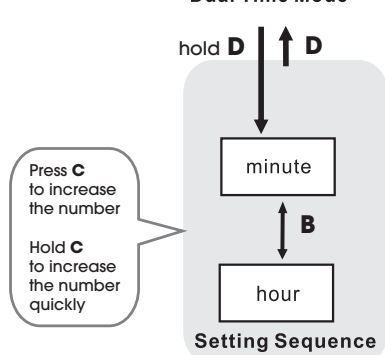 Dual Time Mode
hold D
D
minute
Press C
to increase
the number
Hold C
to increase
the number
quickly
B
hour
Setting Sequence